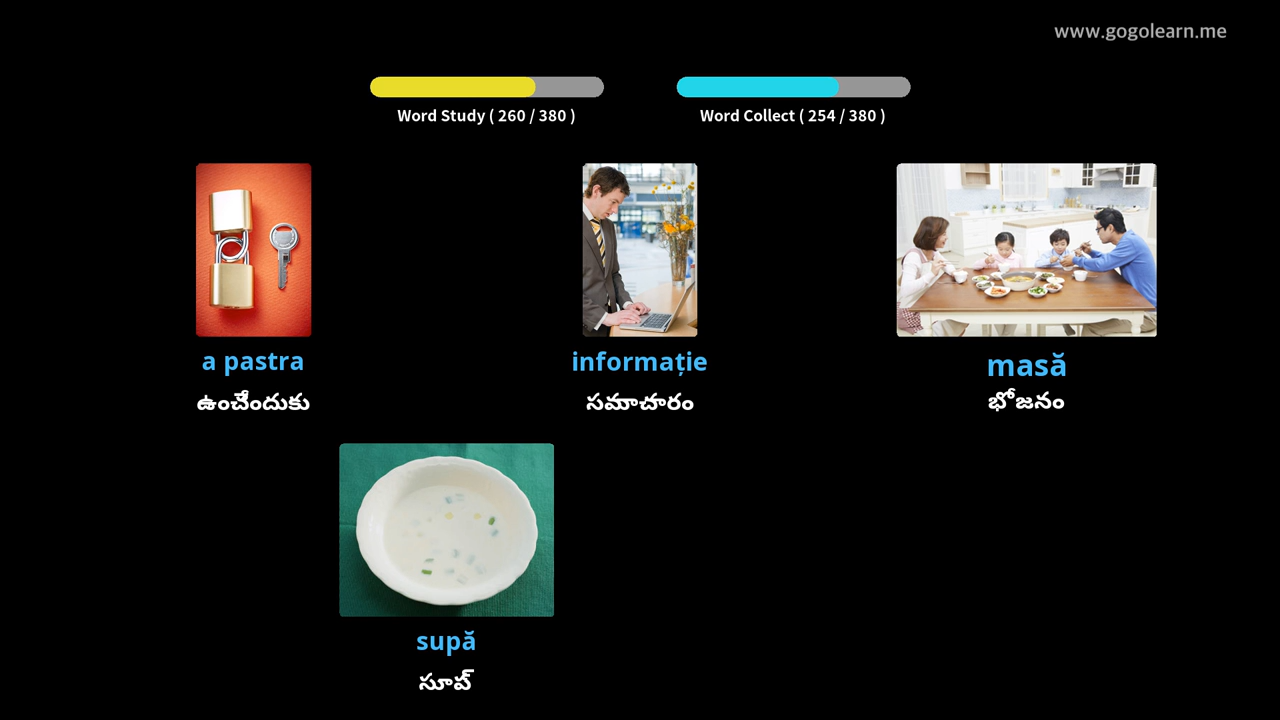 www.gogolearn.me
Word Study ( 260 / 380 )
Word Collect ( 254 / 380 )
a pastra
informație
masă
ఉంచేందుకు
సమాచారం
భోజనం
supă
సూప్